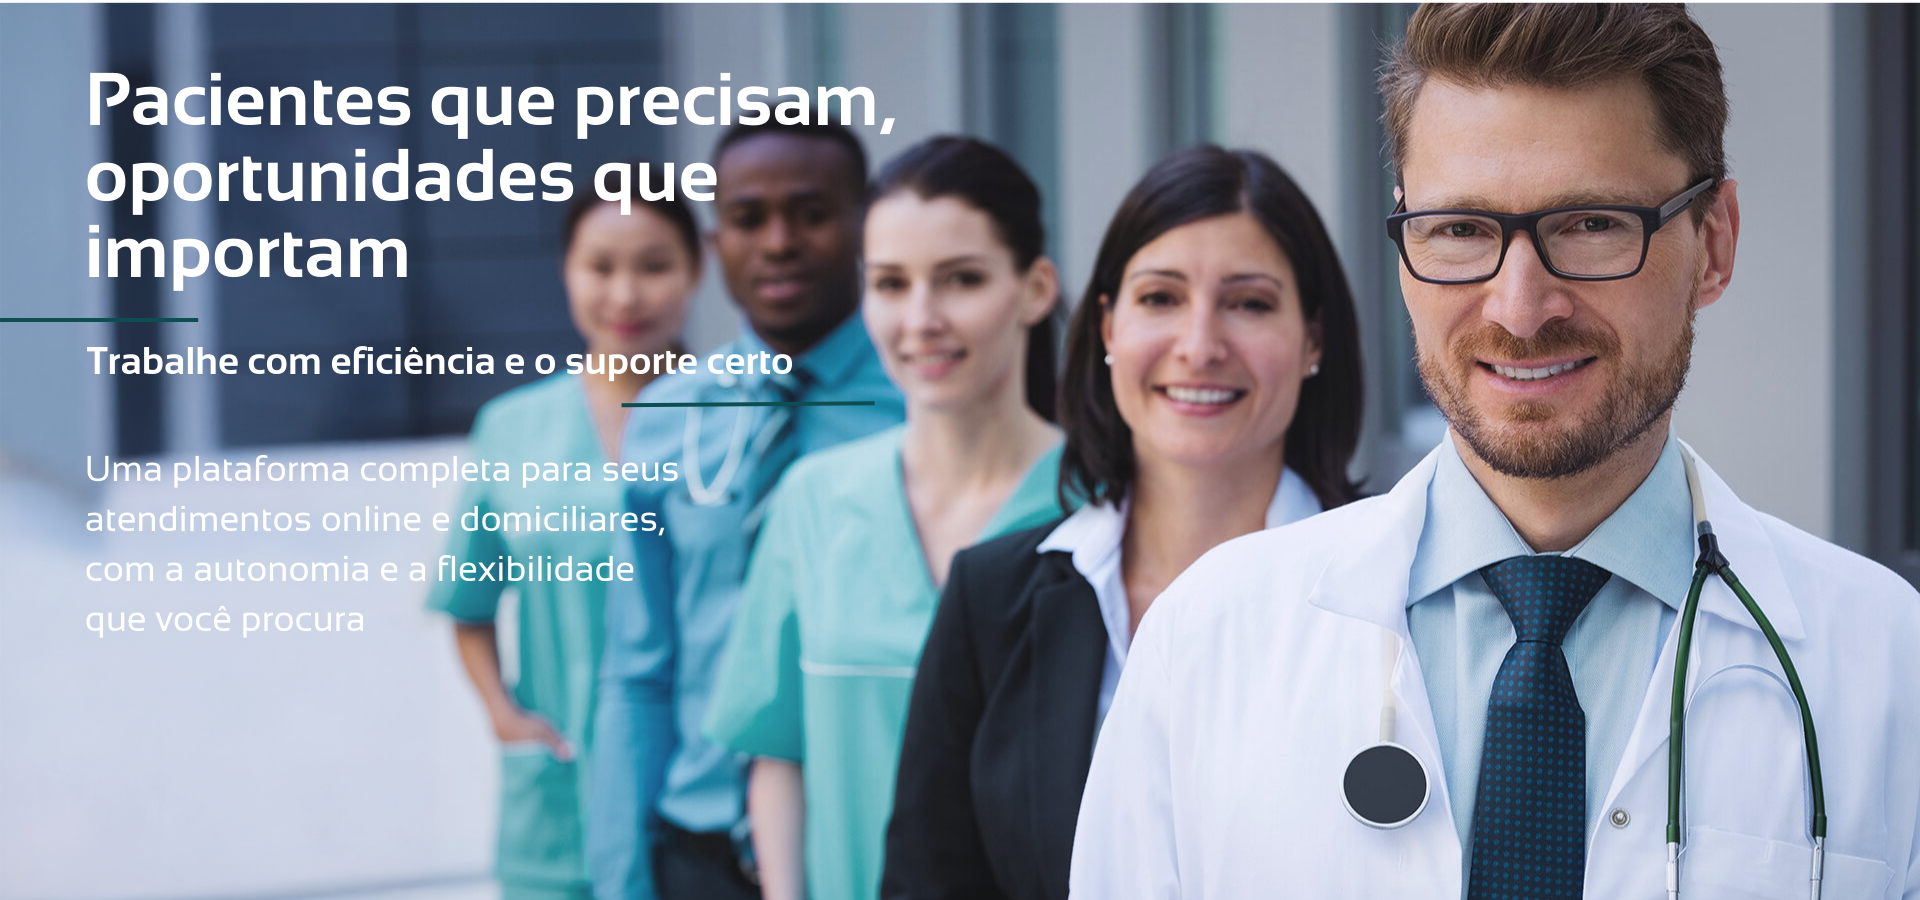 Pacientes que precisam,
oportunidades que
importam
Trabalhe com eficiência e o suporte certo
Uma plataforma completa para seus
atendimentos online e domiciliares,
com a autonomia e a flexibilidade
que você procura